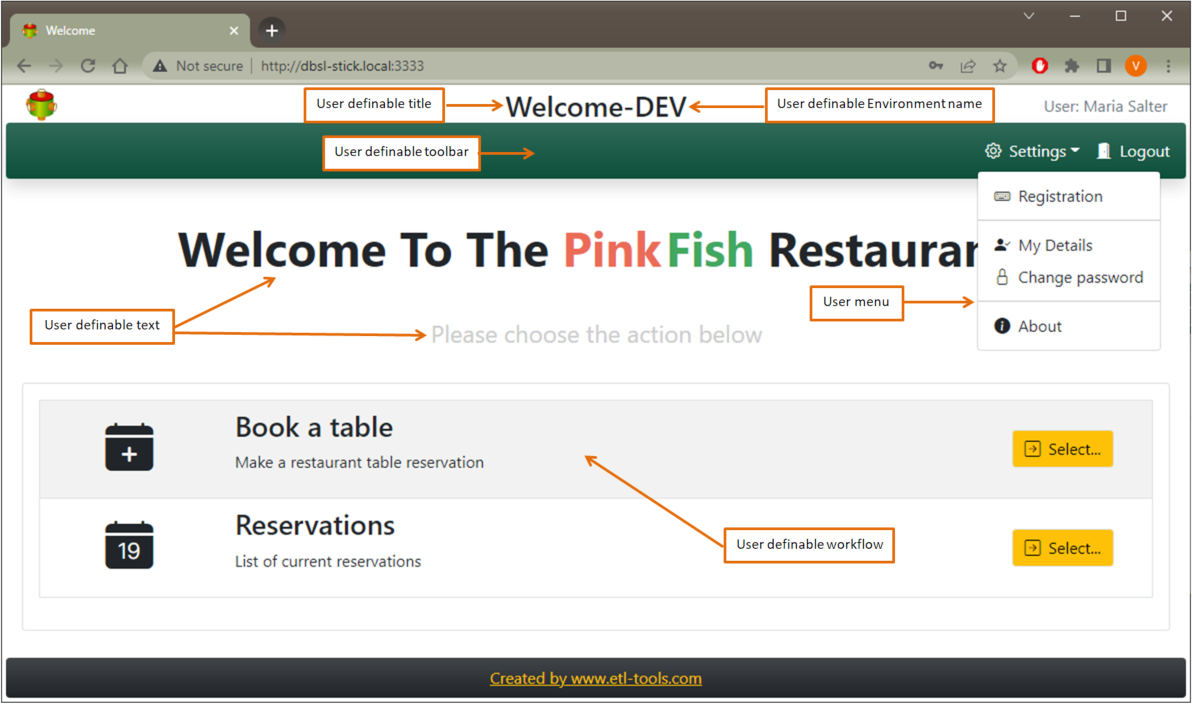 Welcome
Not secure | http://dbsl-stick.local:3333
V
User definable title
Welcome-DEV
User definable Environment name
User: Maria Salter
User definable toolbar
Settings
Logout
Registration
Welcome To The PinkFish Restauran
My Details
Change password
User menu
User definable text
Please choose the action below
About
Book a table
Make a restaurant table reservation
Select...
Reservations
19
User definable workflow
Select...
List of current reservations
Created by www.etl-tools.com